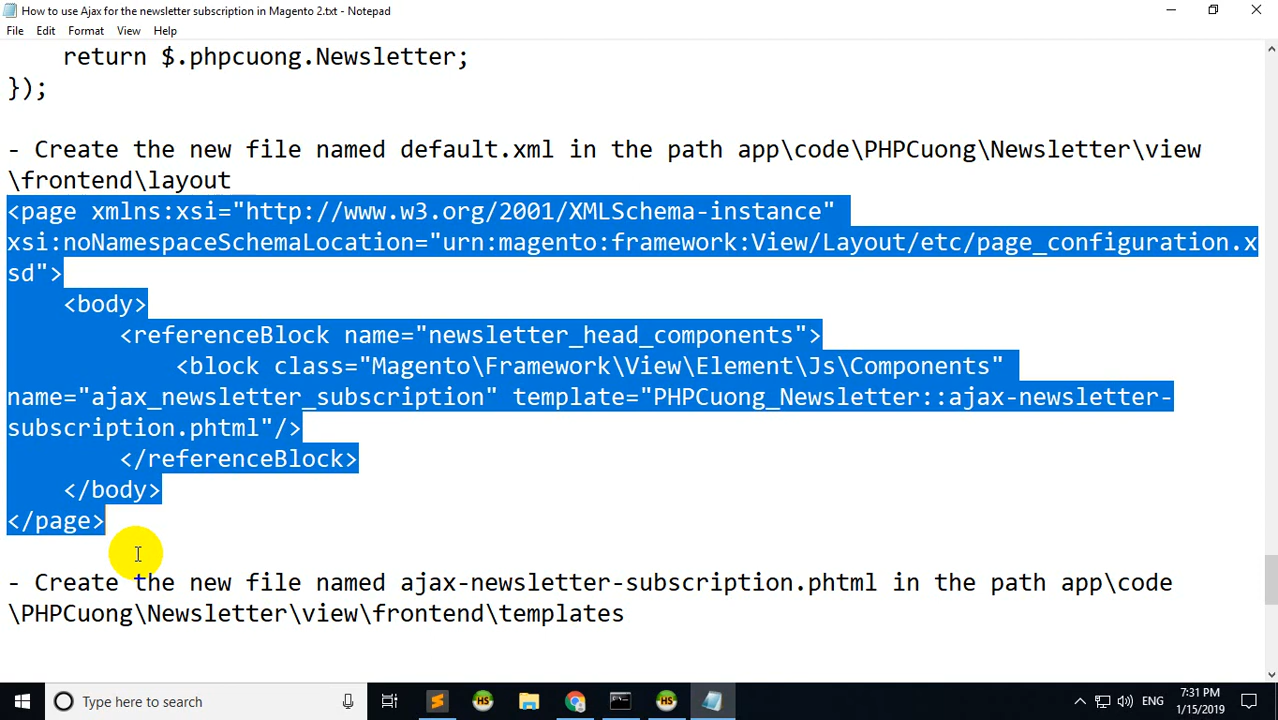 How to use Ajax for the newsletter subscription in Magento 2.txt - Notepad
File Edit Format View Help
return $.phpcuong.Newsletter;
});
- Create the new file named default.xml in the path app\code\PHPCuong\Newsletter\view
\frontend\layout
<page xmlns:xsi="http://www.w3.org/2001/XMLSchema-instance"
xsi:noNamespaceSchemaLocation="urn:magento:framework:View/Layout/etc/page_configuration.x
sd">
<body>
<referenceBlock name="newsletter_head_components">
<block class="Magento\Framework\View\Element\Js\Components"
name="ajax_newsletter_subscription" template="PHPCuong_Newsletter::ajax-newsletter-
subscription.phtml"/>
</referenceBlock>
</body>
</page>
- Create the new file named ajax-newsletter-subscription.phtml in the path app\code
\PHPCuong\Newsletter\view\frontend\templates
Type here to search
HS
HS
ENG
7:31 PM
1/15/2019